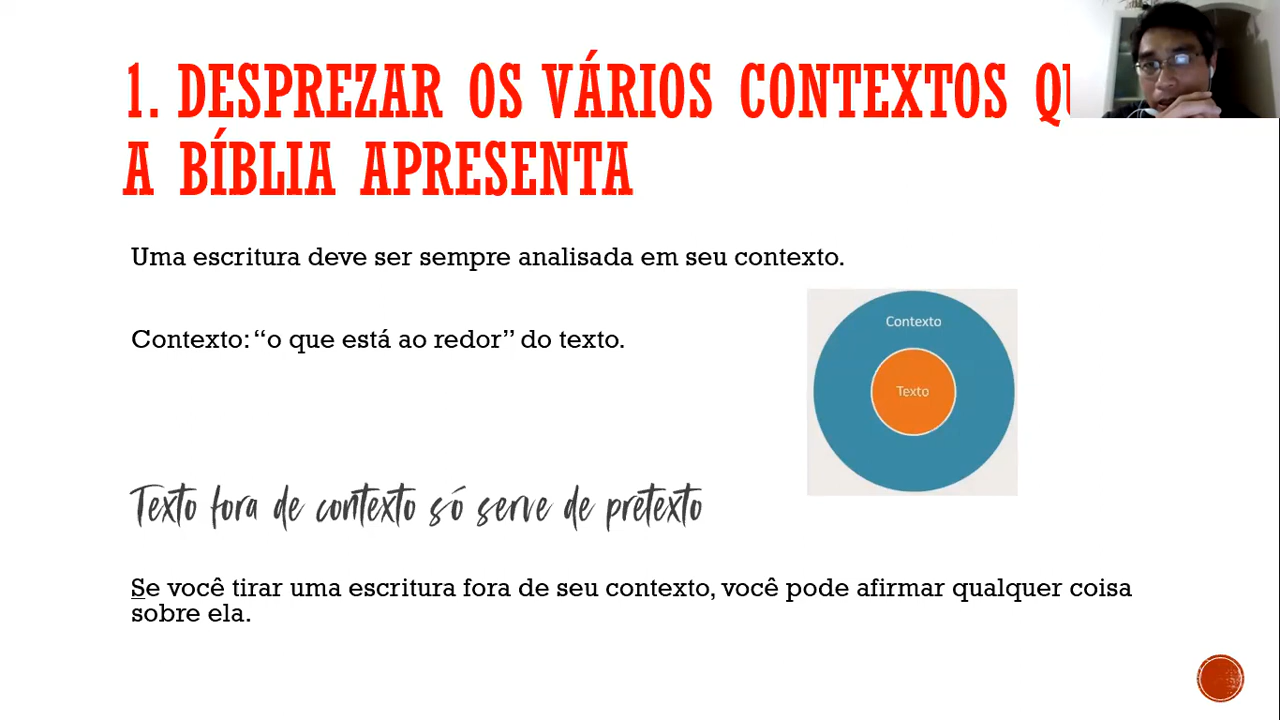 1. DESPREZAR OS VÁRIOS CONTEXTOS
A BÍBLIA APRESENTA
Uma escritura deve ser sempre analisada em seu contexto.
Contexto: “o que está ao redor” do texto.
Contexto
Texto
Texto fora de contexto só serve de pretexto
Se você tirar uma escritura fora de seu contexto, você pode afirmar qualquer coisa
sobre ela.